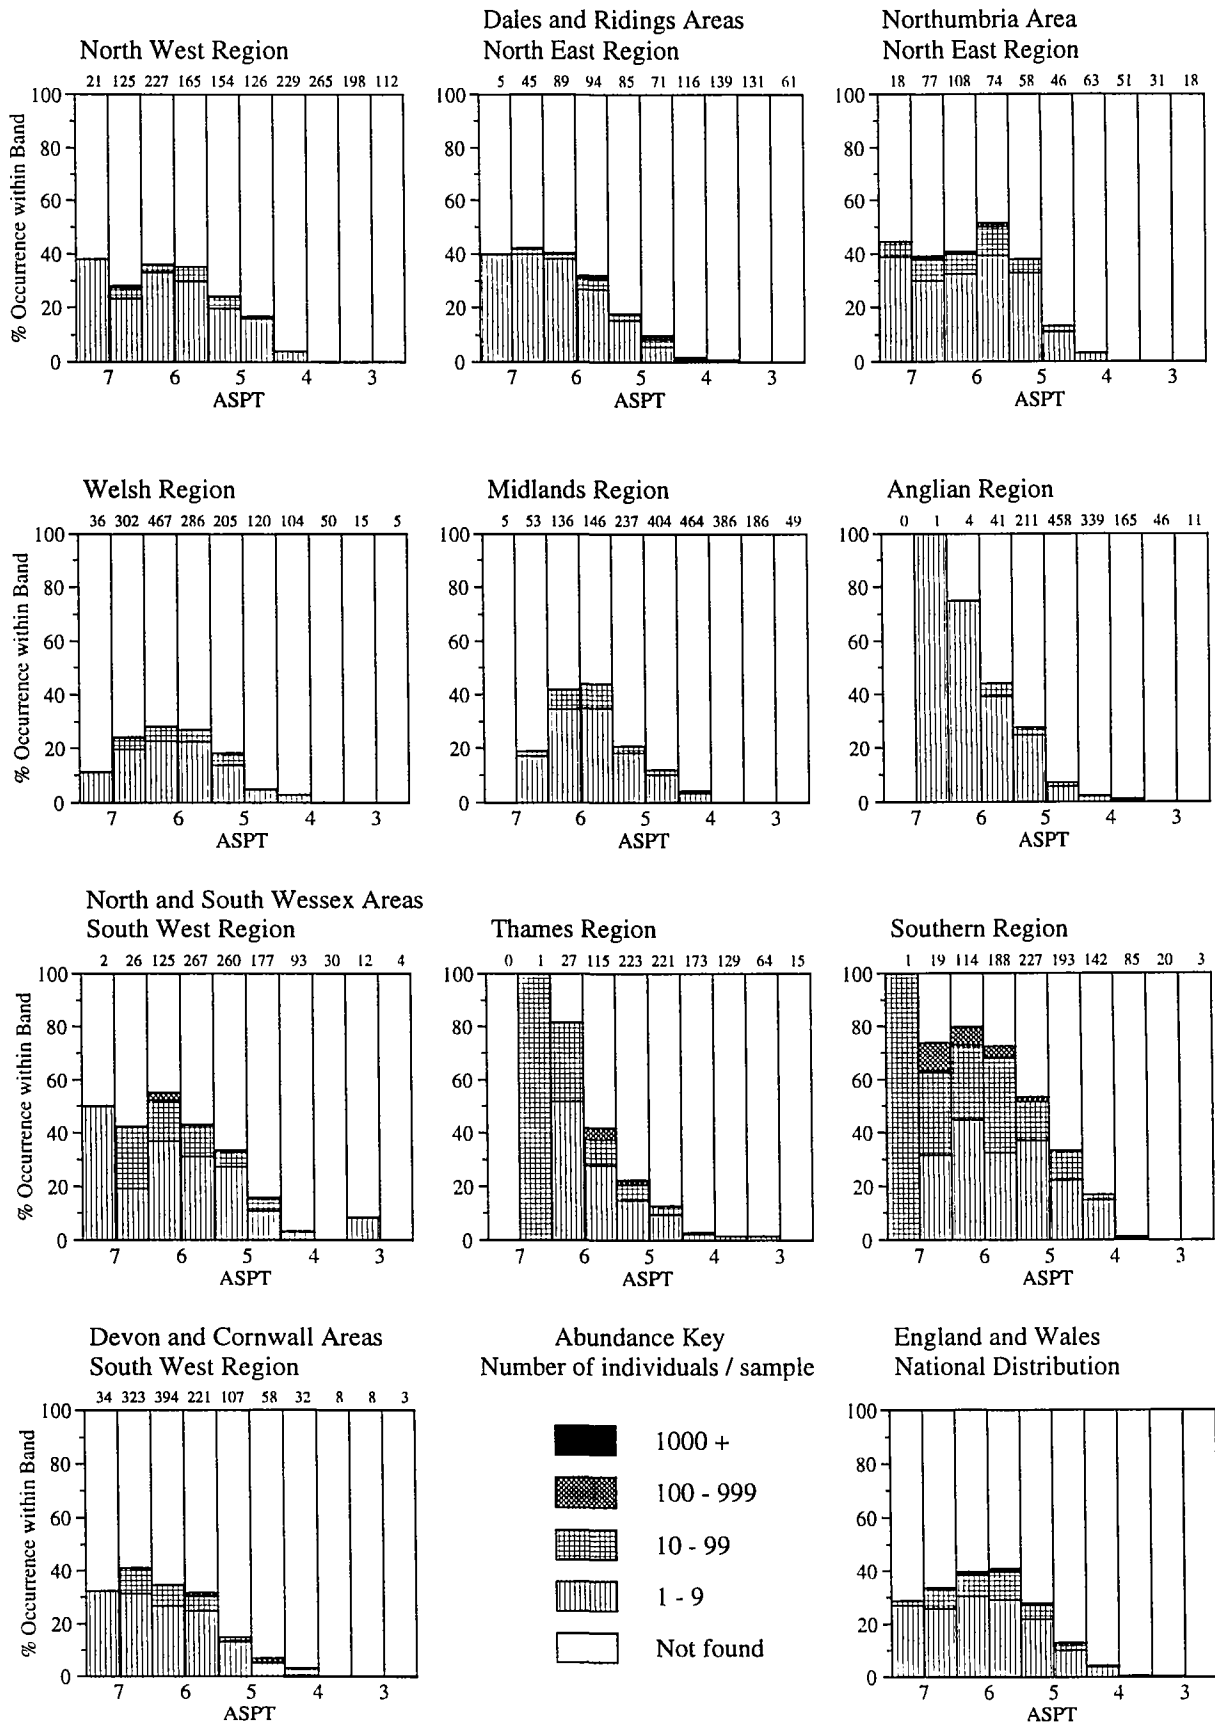 North West Region
21 125 227 165 154 126 229 265 198 112
% Occurrence within Band
100
80
60
40
20
0
7 6 5 4 3
ASPT
Dales and Ridings Areas
North East Region
5 45 89 94 85 71 116 139 131 61
100
80
60
40
20
0
7 6 5 4 3
ASPT
Northumbria Area
North East Region
18 77 108 74 58 46 63 51 31 18
100
80
60
40
20
0
7 6 5 4 3
ASPT
Welsh Region
36 302 467 286 205 120 104 50 15 5
% Occurrence within Band
100
80
60
40
20
0
7 6 5 4 3
ASPT
Midlands Region
5 53 136 146 237 404 464 386 186 49
100
80
60
40
20
0
7 6 5 4 3
ASPT
Anglian Region
0 1 4 41 211 458 339 165 46 11
100
80
60
40
20
0
7 6 5 4 3
ASPT
North and South Wessex Areas
South West Region
2 26 125 267 260 177 93 30 12 4
% Occurrence within Band
100
80
60
40
20
0
7 6 5 4 3
ASPT
Thames Region
0 1 27 115 223 221 173 129 64 15
100
80
60
40
20
0
7 6 5 4 3
ASPT
Southern Region
1 19 114 188 227 193 142 85 20 3
100
80
60
40
20
0
7 6 5 4 3
ASPT
Devon and Cornwall Areas
South West Region
34 323 394 221 107 58 32 8 8 3
% Occurrence within Band
100
80
60
40
20
0
7 6 5 4 3
ASPT
Abundance Key
Number of individuals / sample
1000 +
100 - 999
10 - 99
1 - 9
Not found
England and Wales
National Distribution
100
80
60
40
20
0
7 6 5 4 3
ASPT